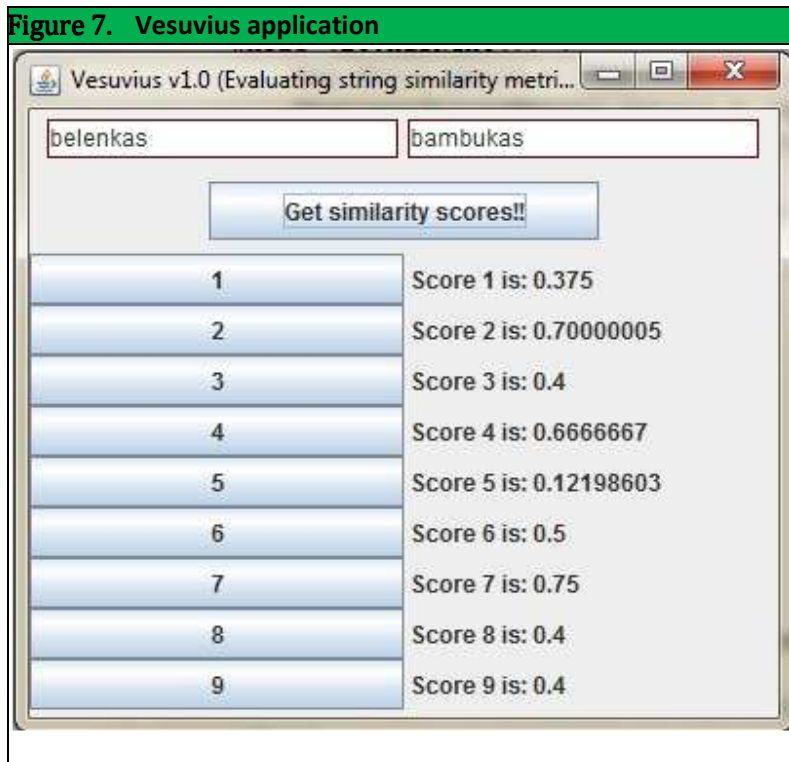 Figure 7. Vesuvius application
Vesuvius v1.0 (Evaluating string similarity metri...
belenkas bambukas
Get similarity scores!!
1 Score 1 is: 0.375
2 Score 2 is: 0.70000005
3 Score 3 is: 0.4
4 Score 4 is: 0.6666667
5 Score 5 is: 0.12198603
6 Score 6 is: 0.5
7 Score 7 is: 0.75
8 Score 8 is: 0.4
9 Score 9 is: 0.4